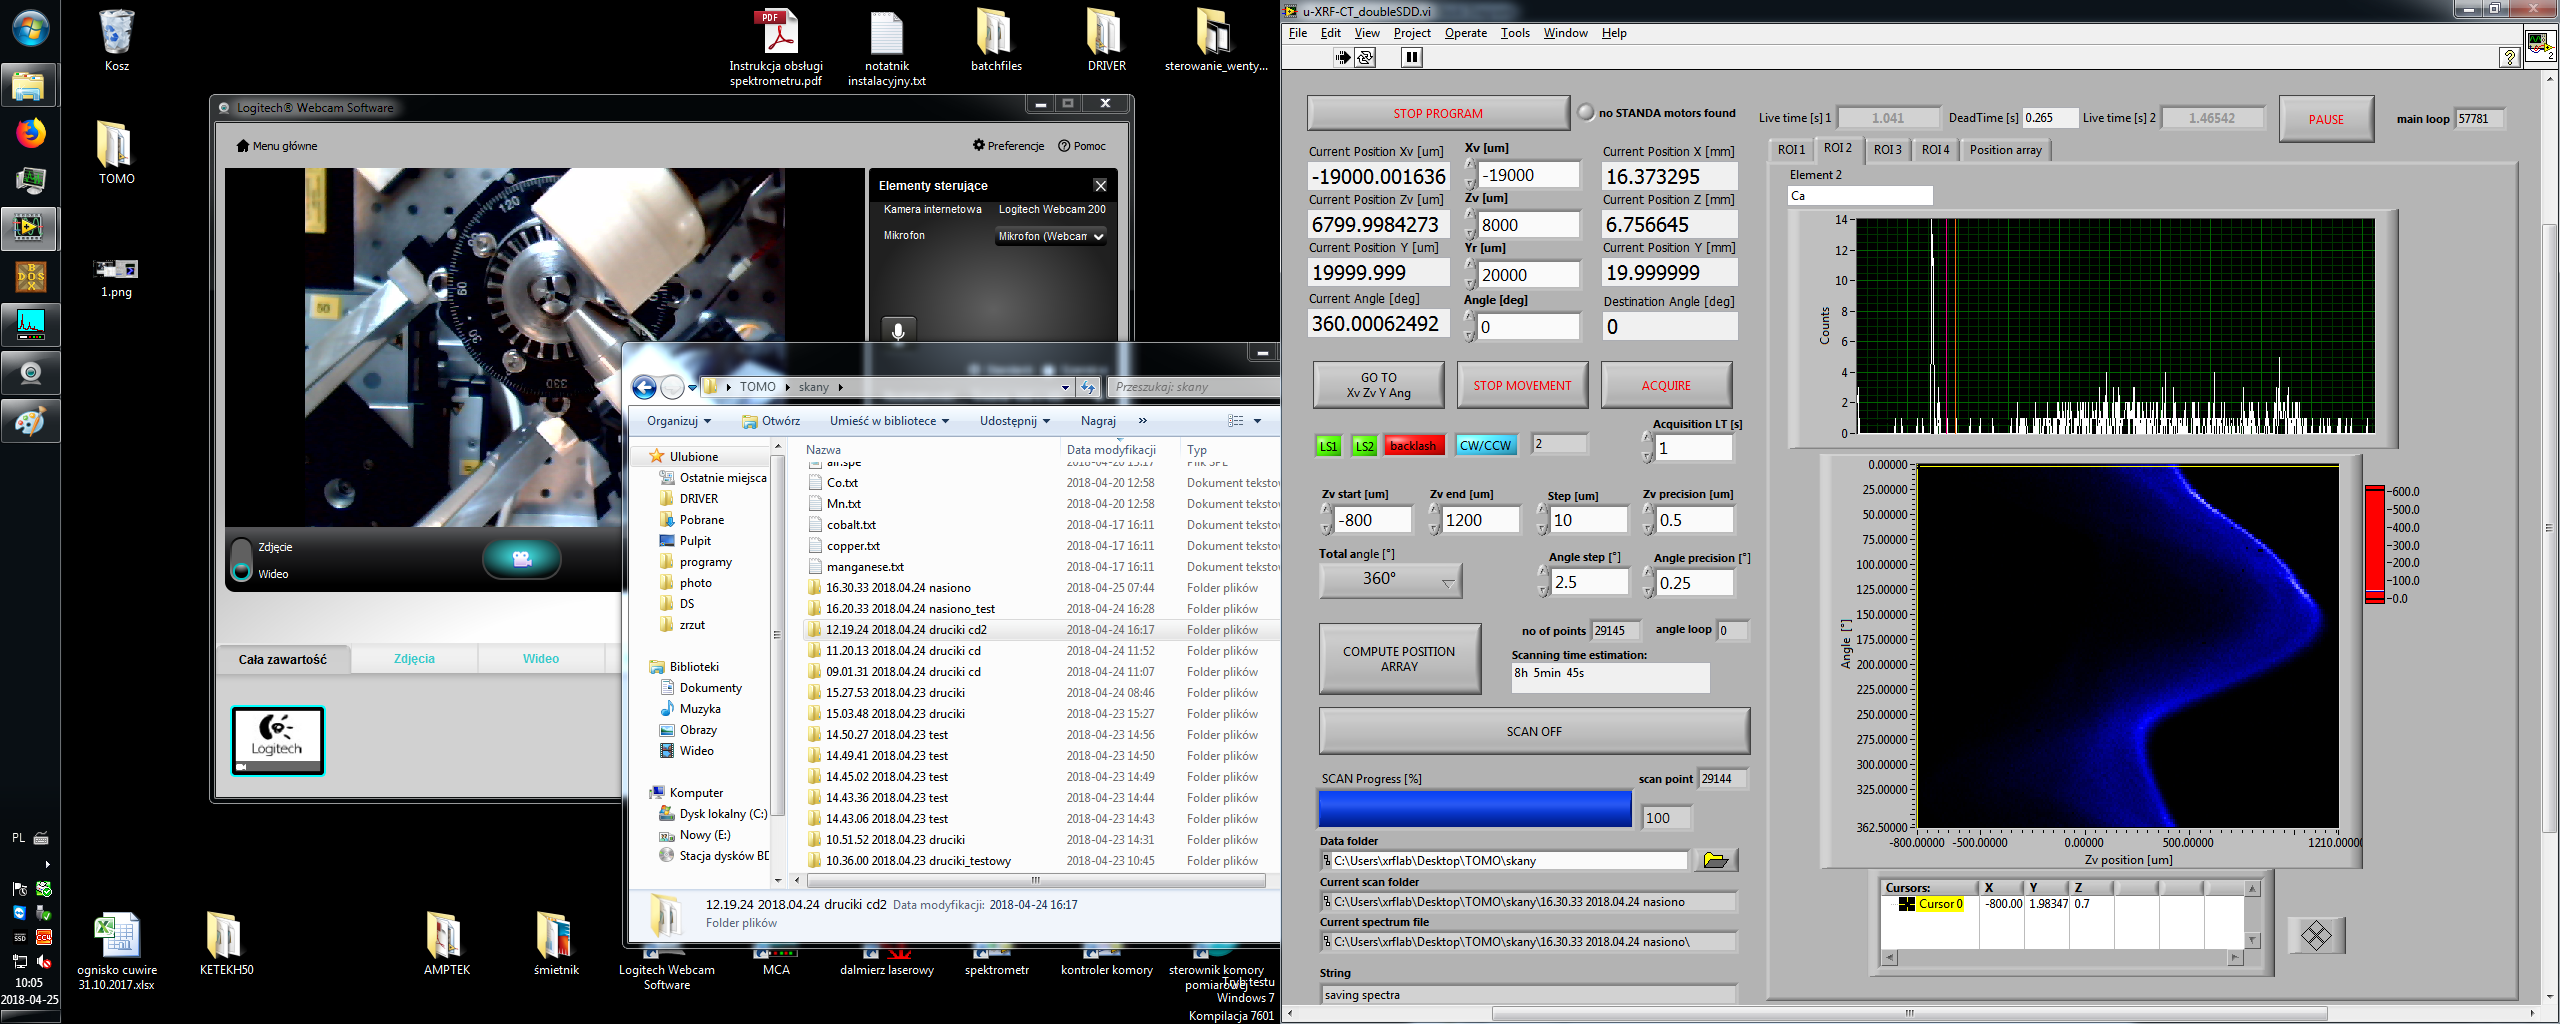 Kosz
TOMO
1.png
Instrukcja obsługi
spektrometru.pdf
notatnik
instalacyjny.txt
batchfiles
DRIVER
sterowanie_wenty...
Logitech® Webcam Software
Menu główne
Preferencje
Pomoc
Elementy sterujące
Kamera internetowa
Logitech Webcam 200
Mikrofon
Mikrofon (Webcam
Zdjęcie
Wideo
Cała zawartość
Zdjęcia
Wideo
Logitech
TOMO
skany
Przeszukaj: skany
Organizuj
Otwórz
Umieść w bibliotece
Udostępnij
Nagraj
»
Ulubione
Ostatnie miejsca
DRIVER
Pobrane
Pulpit
programy
photo
DS
zrzut
Biblioteki
Dokumenty
Muzyka
Obrazy
Wideo
Komputer
Dysk lokalny (C:)
Nowy (E:)
Stacja dysków BD
Nazwa Data modyfikacji Typ
air.spe 2018-04-20 13:17 Plik SPE
Co.txt 2018-04-20 12:58 Dokument teksto
Mn.txt 2018-04-20 12:58 Dokument teksto
cobalt.txt 2018-04-17 16:11 Dokument teksto
copper.txt 2018-04-17 16:11 Dokument teksto
manganese.txt 2018-04-17 16:11 Dokument teksto
16.30.33 2018.04.24 nasiono 2018-04-25 07:44 Folder plików
16.20.33 2018.04.24 nasiono_test 2018-04-24 16:28 Folder plików
12.19.24 2018.04.24 druciki cd2 2018-04-24 16:17 Folder plików
11.20.13 2018.04.24 druciki cd 2018-04-24 11:52 Folder plików
09.01.31 2018.04.24 druciki cd 2018-04-24 11:07 Folder plików
15.27.53 2018.04.23 druciki 2018-04-24 08:46 Folder plików
15.03.48 2018.04.23 druciki 2018-04-23 15:27 Folder plików
14.50.27 2018.04.23 test 2018-04-23 14:56 Folder plików
14.49.41 2018.04.23 test 2018-04-23 14:50 Folder plików
14.45.02 2018.04.23 test 2018-04-23 14:49 Folder plików
14.43.36 2018.04.23 test 2018-04-23 14:44 Folder plików
14.43.06 2018.04.23 test 2018-04-23 14:43 Folder plików
10.51.52 2018.04.23 druciki 2018-04-23 14:31 Folder plików
10.36.00 2018.04.23 druciki_testowy 2018-04-23 10:45 Folder plików
12.19.24 2018.04.24 druciki cd2 Data modyfikacji: 2018-04-24 16:17
Folder plików
PL
10:05
2018-04-25
ognisko cuwire
31.10.2017.xlsx
KETEKH50
AMPTEK
śmietnik
Logitech Webcam
Software
MCA
dalmierz laserowy
spektrometr
kontroler komory
sterownik komory
pomiarowej
Tryb testu
Windows 7
Kompilacja 7601
u-XRF-CT_doubleSDD.vi
File Edit View Project Operate Tools Window Help
STOP PROGRAM
no STANDA motors found
Live time [s] 1 1.041
DeadTime [s] 0.265
Live time [s] 2 1.46542
PAUSE
main loop 57781
Current Position Xv [um] Xv [um] Current Position X [mm]
-19000.001636 -19000 16.373295
Current Position Zv [um] Zv [um] Current Position Z [mm]
6799.9984273 8000 6.756645
Current Position Y [um] Yr [um] Current Position Y [mm]
19999.999 20000 19.999999
Current Angle [deg] Angle [deg] Destination Angle [deg]
360.00062492 0 0
GO TO
Xv Zv Y Ang
STOP MOVEMENT
ACQUIRE
LS1 LS2 backlash CW/CCW 2
Acquisition LT [s]
1
Zv start [um] Zv end [um] Step [um] Zv precision [um]
-800 1200 10 0.5
Total angle [°] Angle step [°] Angle precision [°]
360° 2.5 0.25
COMPUTE POSITION
ARRAY
no of points 29145 angle loop 0
Scanning time estimation:
8h 5min 45s
SCAN OFF
SCAN Progress [%]
scan point 29144
100
Data folder
C:\Users\xrflab\Desktop\TOMO\skany
Current scan folder
C:\Users\xrflab\Desktop\TOMO\skany\16.30.33 2018.04.24 nasiono
Current spectrum file
C:\Users\xrflab\Desktop\TOMO\skany\16.30.33 2018.04.24 nasiono\
String
saving spectra
ROI 1 ROI 2 ROI 3 ROI 4 Position array
Element 2
Ca
Counts
14
12
10
8
6
4
2
0
Angle [°]
0.00000
25.00000
50.00000
75.00000
100.00000
125.00000
150.00000
175.00000
200.00000
225.00000
250.00000
275.00000
300.00000
325.00000
362.50000
-800.00000 -500.00000 0.00000 500.00000 1210.00000
Zv position [um]
600.0
500.0
400.0
300.0
200.0
100.0
0.0
Cursors: X Y Z
Cursor 0 -800.00 1.98347 0.7